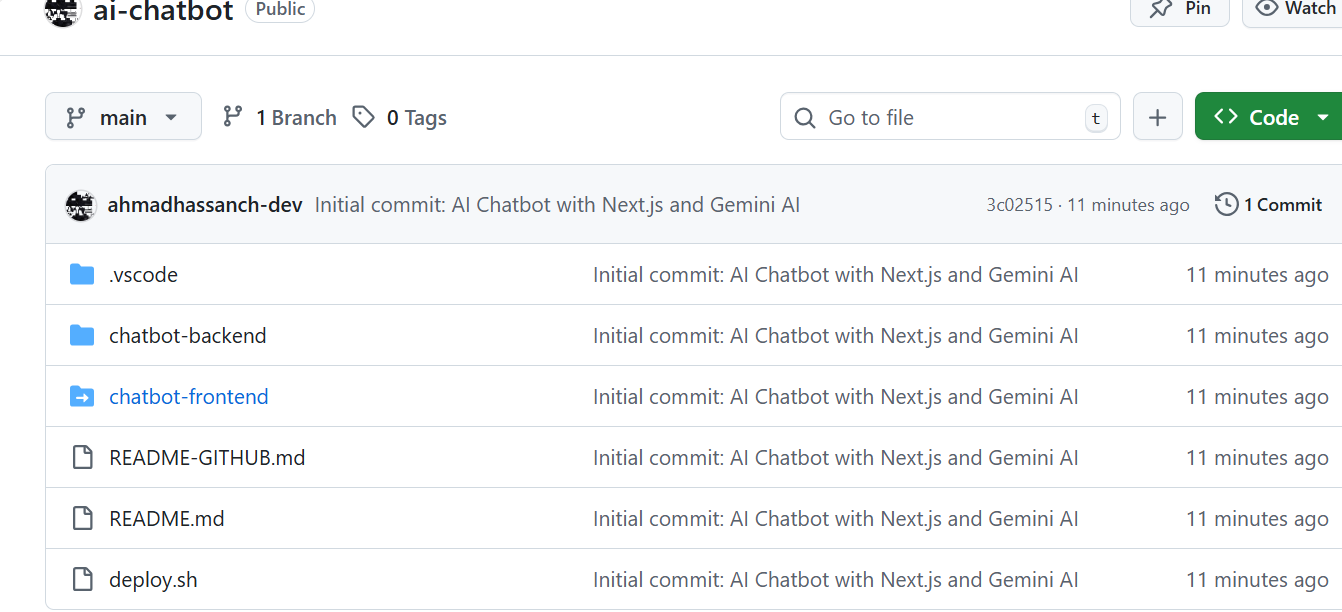 ai-chatbot Public Pin Watch
main 1 Branch 0 Tags Go to file t Code
ahmadhassanch-dev Initial commit: AI Chatbot with Next.js and Gemini AI 3c02515 · 11 minutes ago 1 Commit
.vscode Initial commit: AI Chatbot with Next.js and Gemini AI 11 minutes ago
chatbot-backend Initial commit: AI Chatbot with Next.js and Gemini AI 11 minutes ago
chatbot-frontend Initial commit: AI Chatbot with Next.js and Gemini AI 11 minutes ago
README-GITHUB.md Initial commit: AI Chatbot with Next.js and Gemini AI 11 minutes ago
README.md Initial commit: AI Chatbot with Next.js and Gemini AI 11 minutes ago
deploy.sh Initial commit: AI Chatbot with Next.js and Gemini AI 11 minutes ago